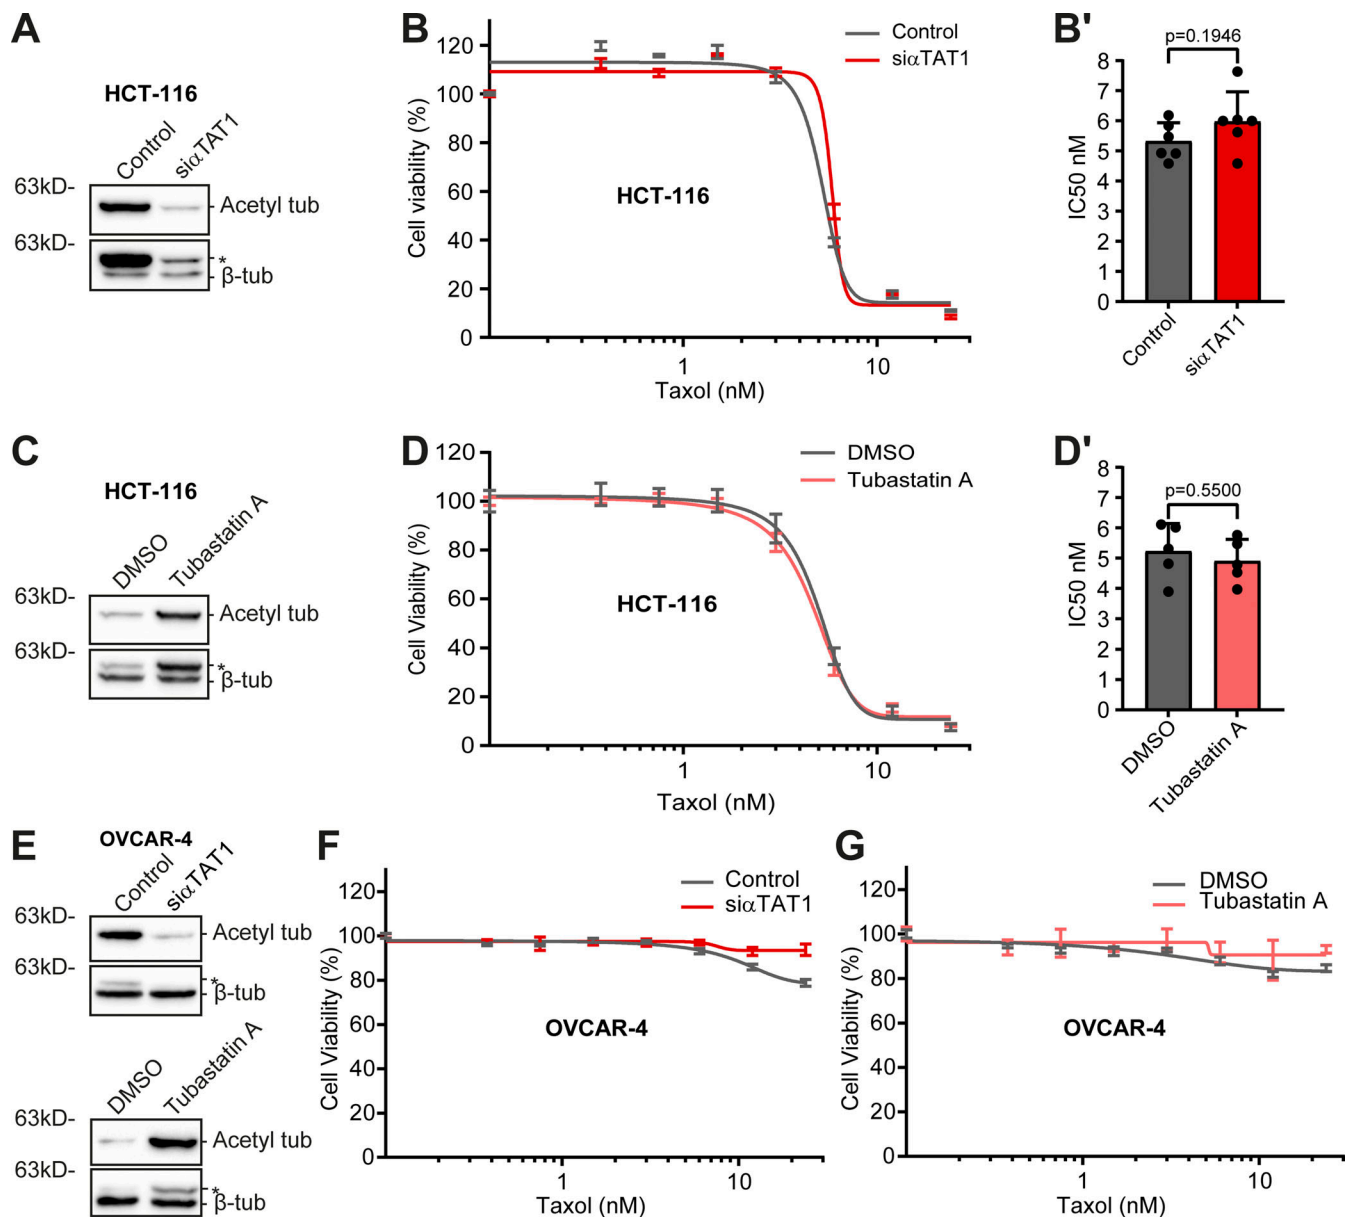 A
HCT-116
Control
siαTAT1
63kD-
Acetyl tub
63kD-
*
β-tub
B
Control
siαTAT1
120
100
80
60
40
20
0
Cell viability (%)
HCT-116
1
10
Taxol (nM)
B'
p=0.1946
8
7
6
5
4
3
2
1
0
IC50 nM
Control
siαTAT1
C
HCT-116
DMSO
Tubastatin A
63kD-
Acetyl tub
63kD-
*
β-tub
D
DMSO
Tubastatin A
120
100
80
60
40
20
0
Cell Viability (%)
HCT-116
1
10
Taxol (nM)
D'
p=0.5500
8
7
6
5
4
3
2
1
0
IC50 nM
DMSO
Tubastatin A
E
OVCAR-4
Control
siαTAT1
63kD-
Acetyl tub
63kD-
*
β-tub
DMSO
Tubastatin A
63kD-
Acetyl tub
63kD-
*
β-tub
F
Control
siαTAT1
120
100
80
60
40
20
0
Cell Viability (%)
OVCAR-4
1
10
Taxol (nM)
G
DMSO
Tubastatin A
120
100
80
60
40
20
0
Cell Viability (%)
OVCAR-4
1
10
Taxol (nM)